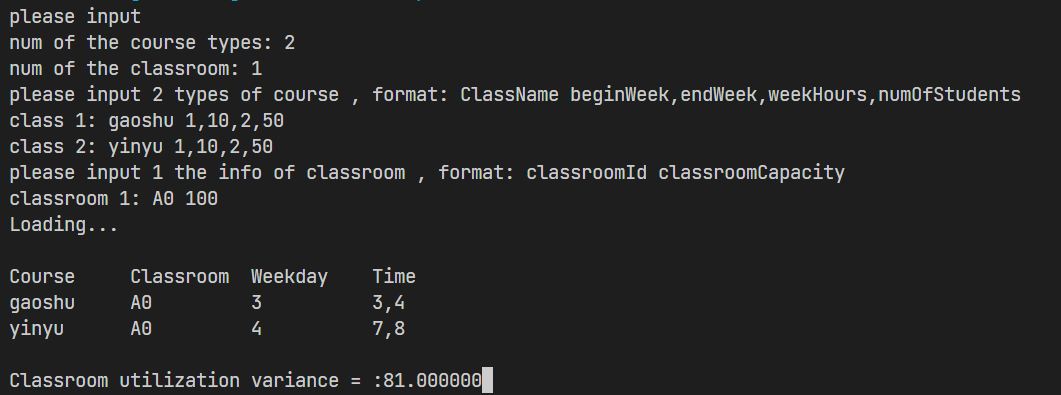 please input
num of the course types: 2
num of the classroom: 1
please input 2 types of course , format: ClassName beginWeek,endWeek,weekHours,numOfStudents
class 1: gaoshu 1,10,2,50
class 2: yinyu 1,10,2,50
please input 1 the info of classroom , format: classroomId classroomCapacity
classroom 1: A0 100
Loading...
Course Classroom Weekday Time
gaoshu A0 3 3,4
yinyu A0 4 7,8
Classroom utilization variance = :81.000000